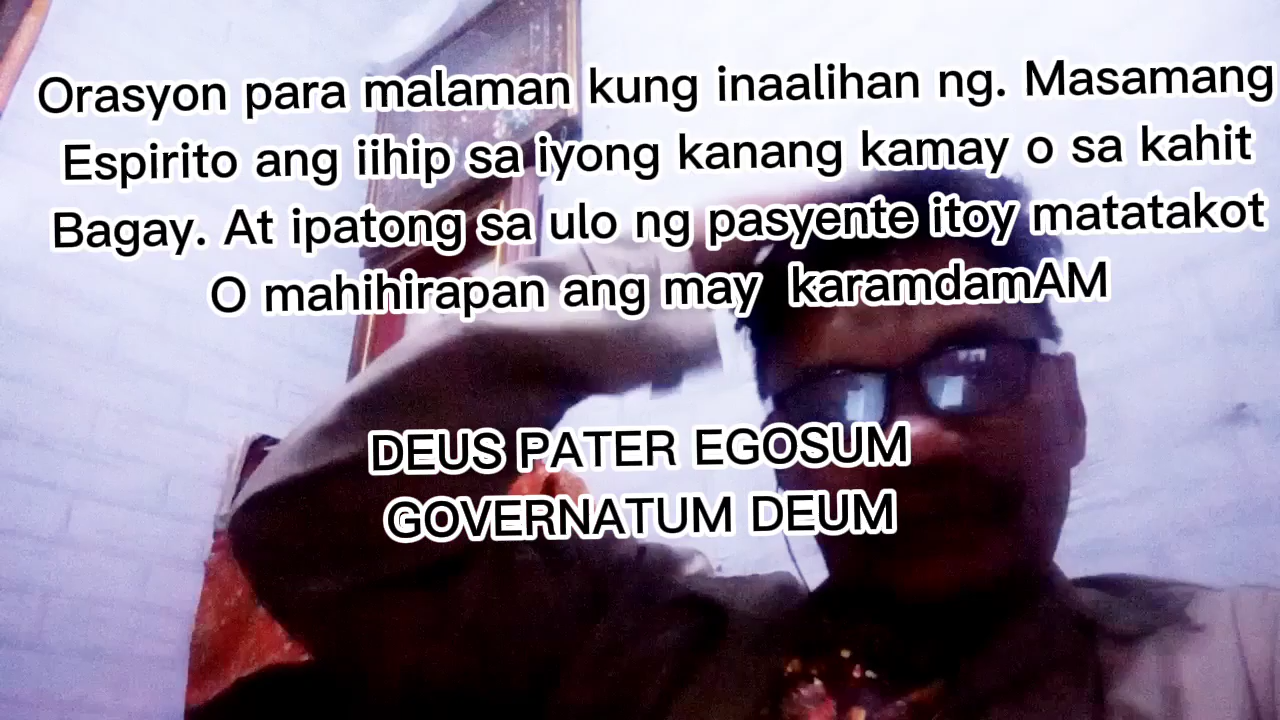 Orasyon para malaman kung inaalihan ng. Masamang
Espirito ang iihip sa iyong kanang kamay o sa kahit
Bagay. At ipatong sa ulo ng pasyente itoy matatakot
O mahihirapan ang may karamdamAM
DEUS PATER EGOSUM
GOVERNATUM DEUM